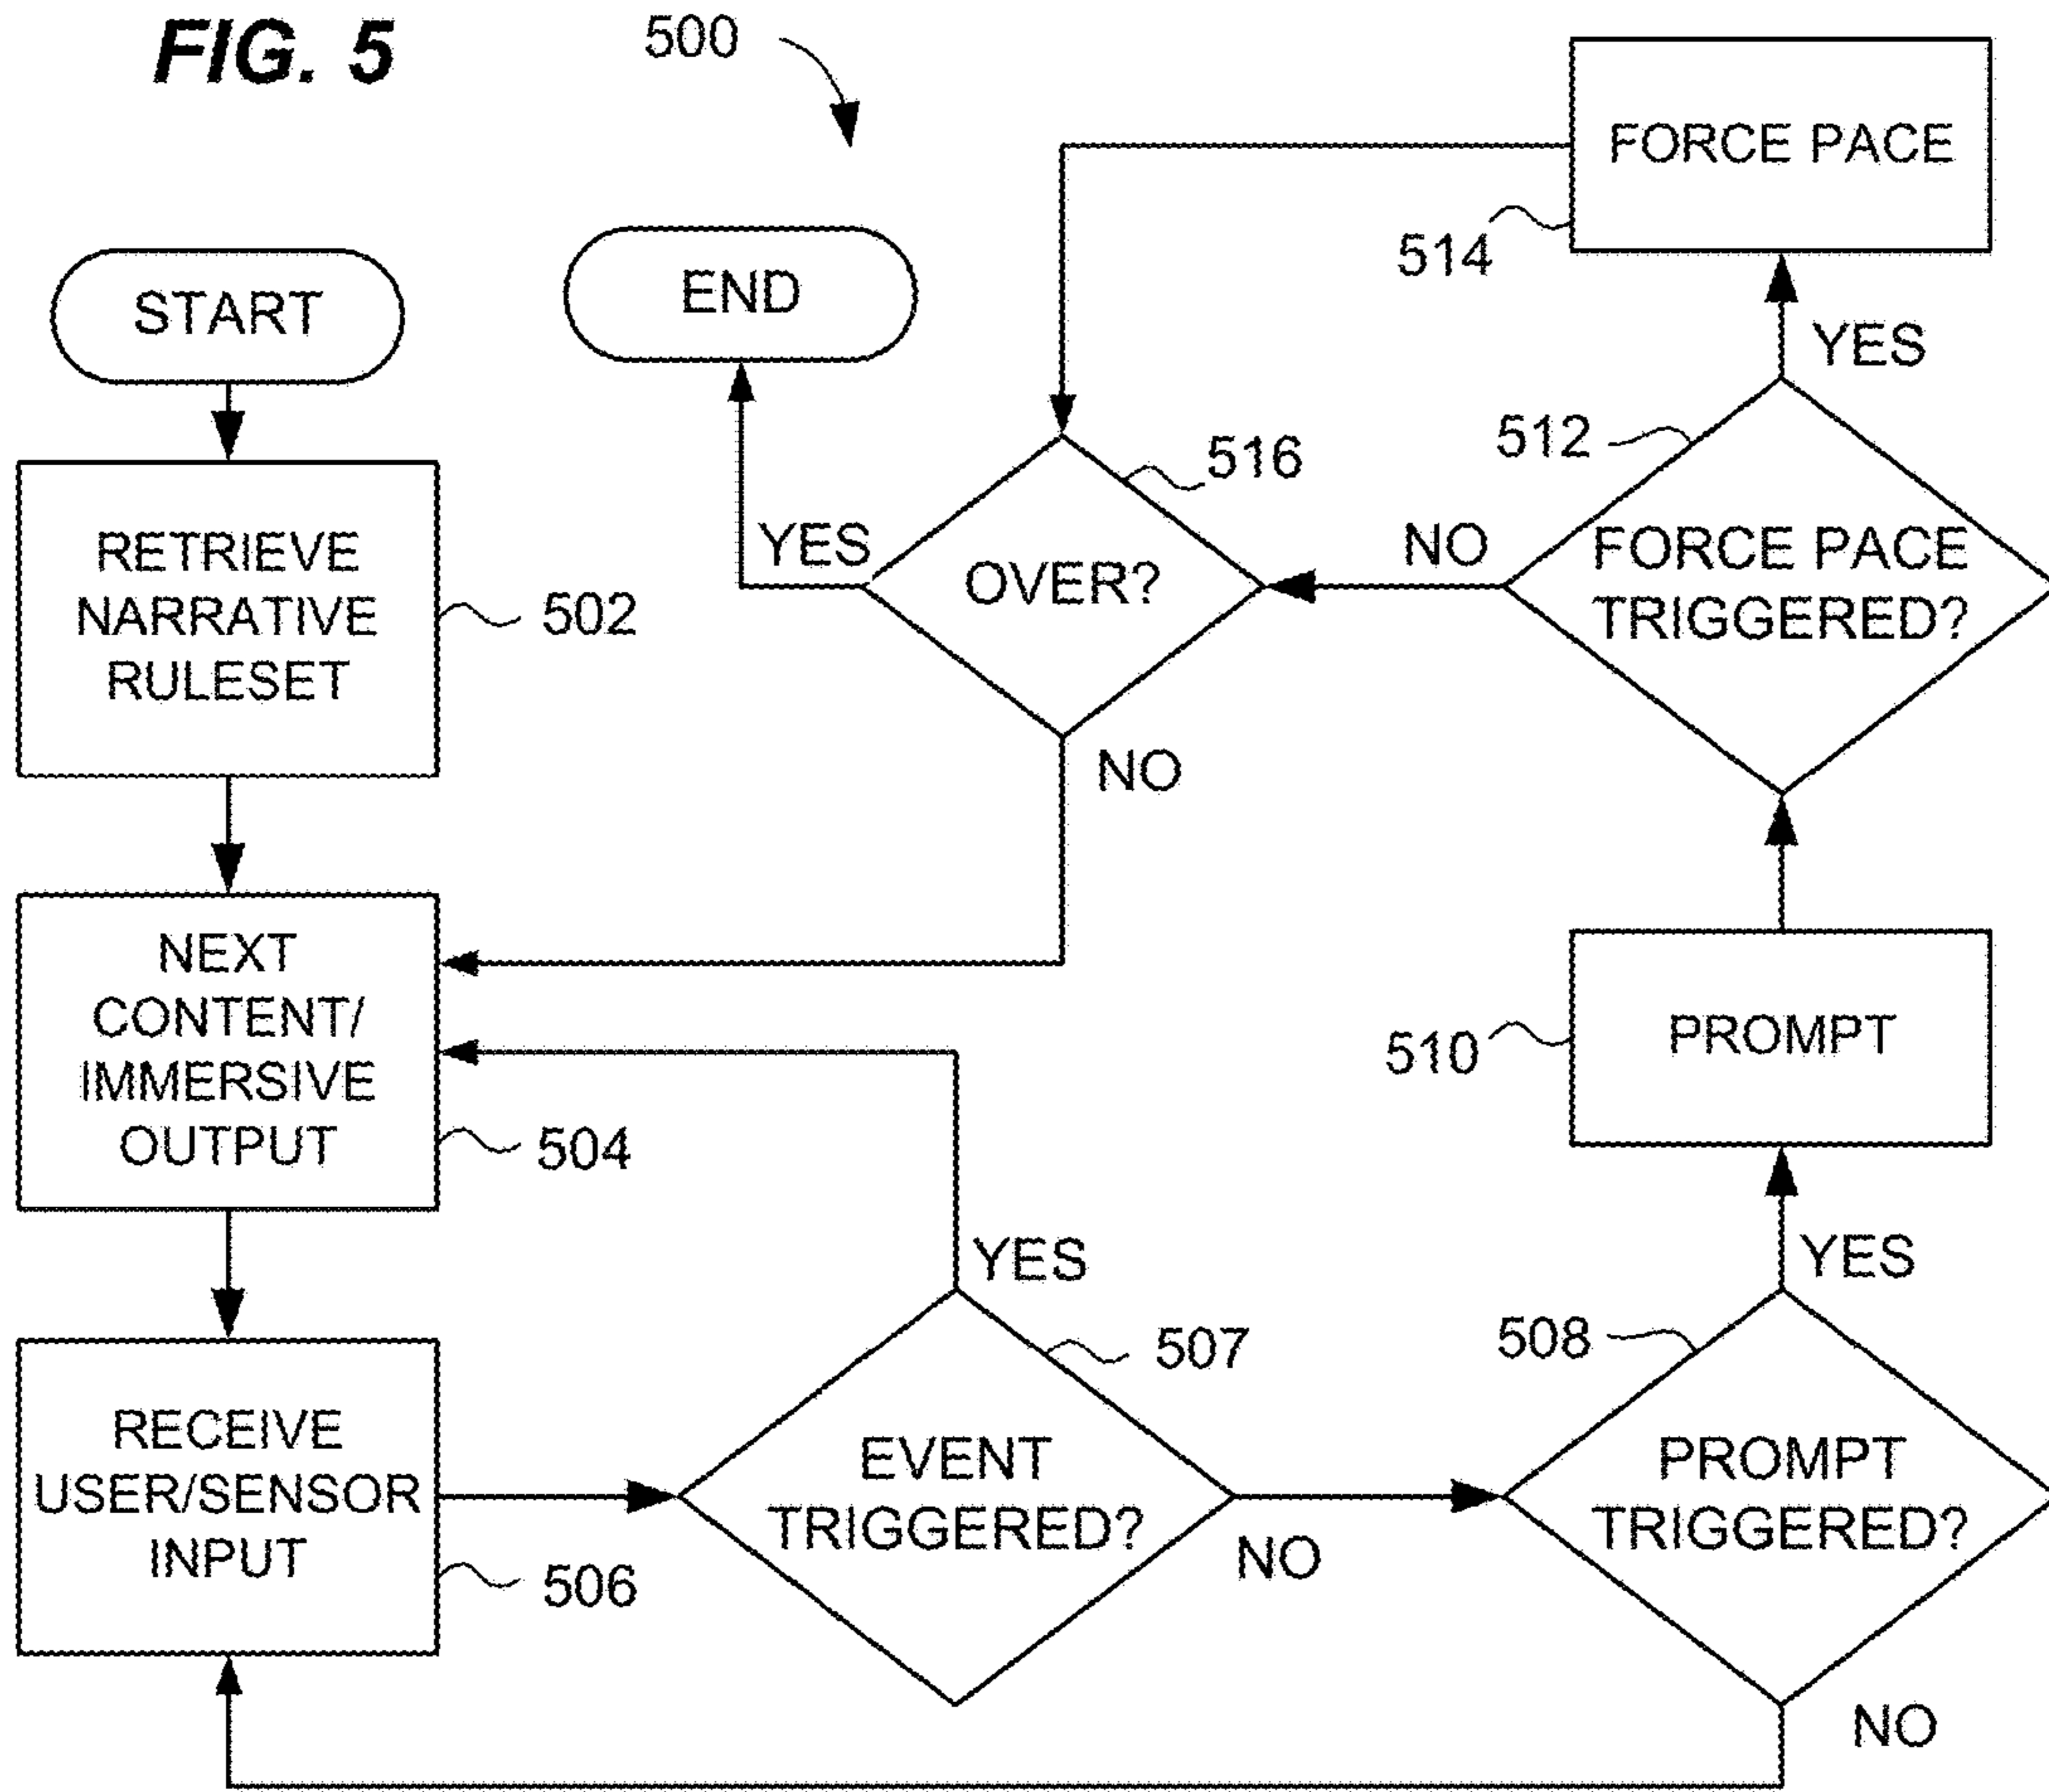 FIG. 5
500
START
RETRIEVE
NARRATIVE
RULESET
502
NEXT
CONTENT/
IMMERSIVE
OUTPUT
504
RECEIVE
USER/SENSOR
INPUT
506
EVENT
TRIGGERED?
507
YES
NO
PROMPT
TRIGGERED?
508
YES
NO
PROMPT
510
FORCE PACE
TRIGGERED?
512
YES
NO
FORCE PACE
514
OVER?
516
YES
NO
END